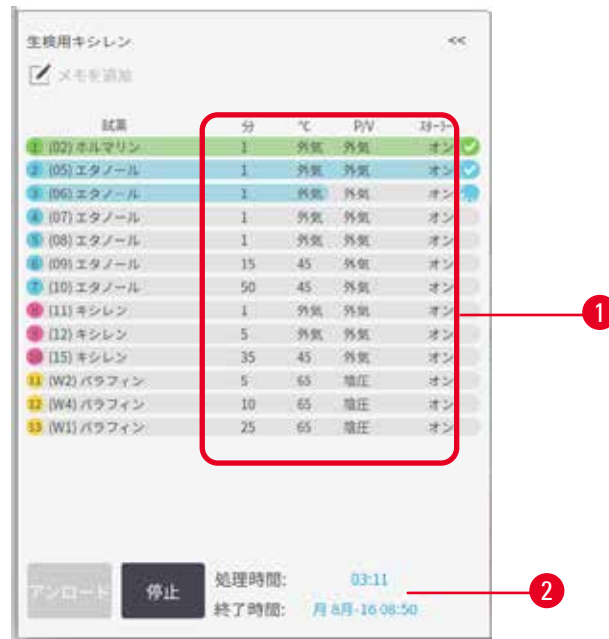 生検用キシレン <<
メモを追加
試薬 分 ℃ P/V スターラー
1 (02) ホルマリン 1 外気 外気 オン
2 (05) エタノール 1 外気 外気 オン
3 (06) エタノール 1 外気 外気 オン
4 (07) エタノール 1 外気 外気 オン
5 (08) エタノール 1 外気 外気 オン
6 (09) エタノール 15 45 外気 オン
7 (10) エタノール 50 45 外気 オン
8 (11) キシレン 1 外気 外気 オン
9 (12) キシレン 5 外気 外気 オン
10 (15) キシレン 35 45 外気 オン
11 (W2) パラフィン 5 65 陰圧 オン
12 (W4) パラフィン 10 65 陰圧 オン
13 (W1) パラフィン 25 65 陰圧 オン
1
アンロード 停止 処理時間: 03:11
終了時間: 月 8月-16 08:50
2